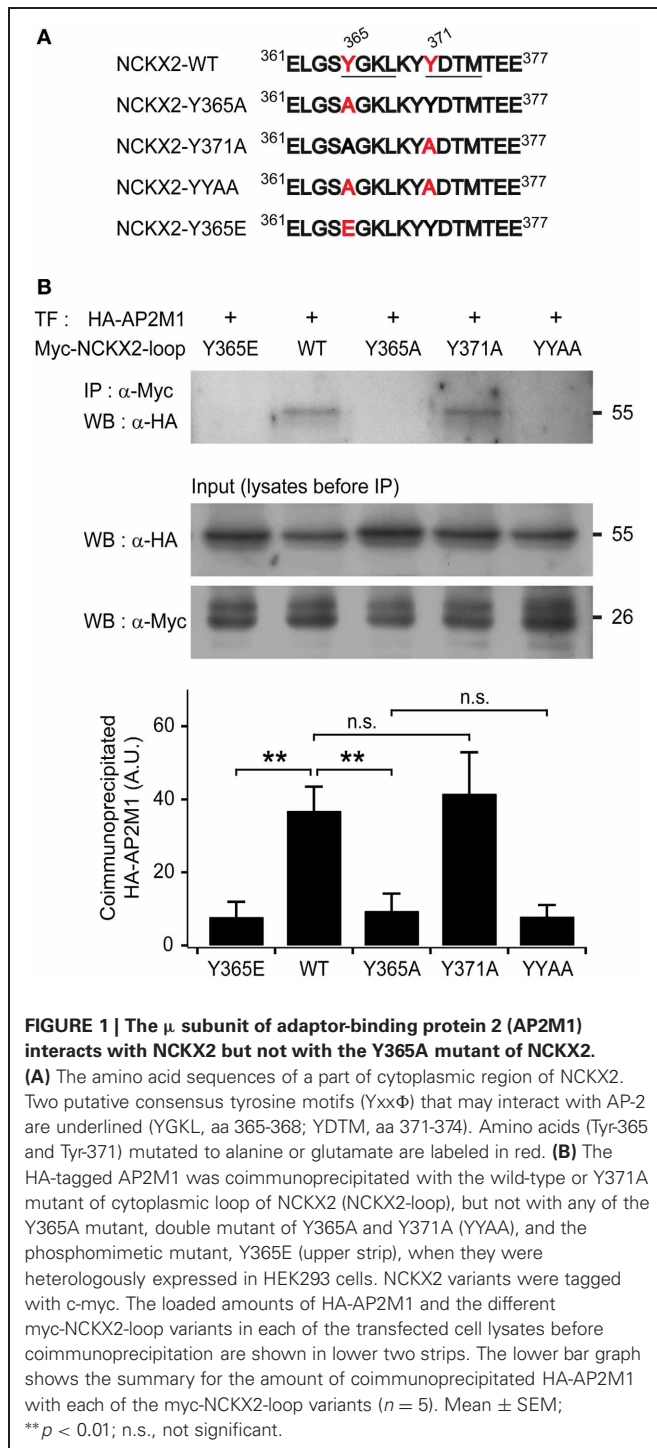 A
365 371
NCKX2-WT 361ELGSYGKLKYYDTMTEE377
NCKX2-Y365A 361ELGSAGKLKYYDTMTEE377
NCKX2-Y371A 361ELGSAGKLKYADTMTEE377
NCKX2-YYAA 361ELGSAGKLKYADTMTEE377
NCKX2-Y365E 361ELGSEGKLKYYDTMTEE377
B
TF : HA-AP2M1 + + + + +
Myc-NCKX2-loop Y365E WT Y365A Y371A YYAA
IP : α-Myc
WB : α-HA 55
Input (lysates before IP)
WB : α-HA 55
WB : α-Myc 26
Coimmunoprecipitated
HA-AP2M1 (A.U.)
60
40
20
0
n.s.
n.s.
** **
Y365E WT Y365A Y371A YYAA
FIGURE 1 | The μ subunit of adaptor-binding protein 2 (AP2M1)
interacts with NCKX2 but not with the Y365A mutant of NCKX2.
(A) The amino acid sequences of a part of cytoplasmic region of NCKX2.
Two putative consensus tyrosine motifs (YxxΦ) that may interact with AP-2
are underlined (YGKL, aa 365-368; YDTM, aa 371-374). Amino acids (Tyr-365
and Tyr-371) mutated to alanine or glutamate are labeled in red. (B) The
HA-tagged AP2M1 was coimmunoprecipitated with the wild-type or Y371A
mutant of cytoplasmic loop of NCKX2 (NCKX2-loop), but not with any of the
Y365A mutant, double mutant of Y365A and Y371A (YYAA), and the
phosphomimetic mutant, Y365E (upper strip), when they were
heterologously expressed in HEK293 cells. NCKX2 variants were tagged
with c-myc. The loaded amounts of HA-AP2M1 and the different
myc-NCKX2-loop variants in each of the transfected cell lysates before
coimmunoprecipitation are shown in lower two strips. The lower bar graph
shows the summary for the amount of coimmunoprecipitated HA-AP2M1
with each of the myc-NCKX2-loop variants (n = 5). Mean ± SEM;
**p < 0.01; n.s., not significant.